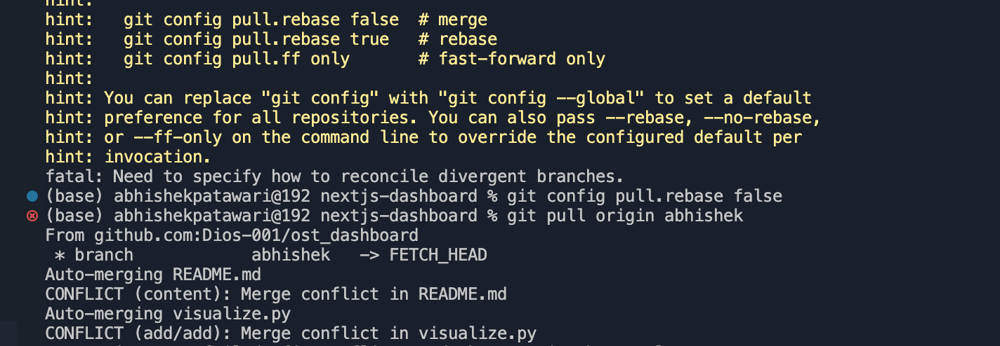 hint:
hint:   git config pull.rebase false  # merge
hint:   git config pull.rebase true   # rebase
hint:   git config pull.ff only       # fast-forward only
hint:
hint: You can replace "git config" with "git config --global" to set a default
hint: preference for all repositories. You can also pass --rebase, --no-rebase,
hint: or --ff-only on the command line to override the configured default per
hint: invocation.
fatal: Need to specify how to reconcile divergent branches.
(base) abhishekpatawari@192 nextjs-dashboard % git config pull.rebase false
(base) abhishekpatawari@192 nextjs-dashboard % git pull origin abhishek
From github.com:Dios-001/ost_dashboard
 * branch            abhishek   -> FETCH_HEAD
Auto-merging README.md
CONFLICT (content): Merge conflict in README.md
Auto-merging visualize.py
CONFLICT (add/add): Merge conflict in visualize.py